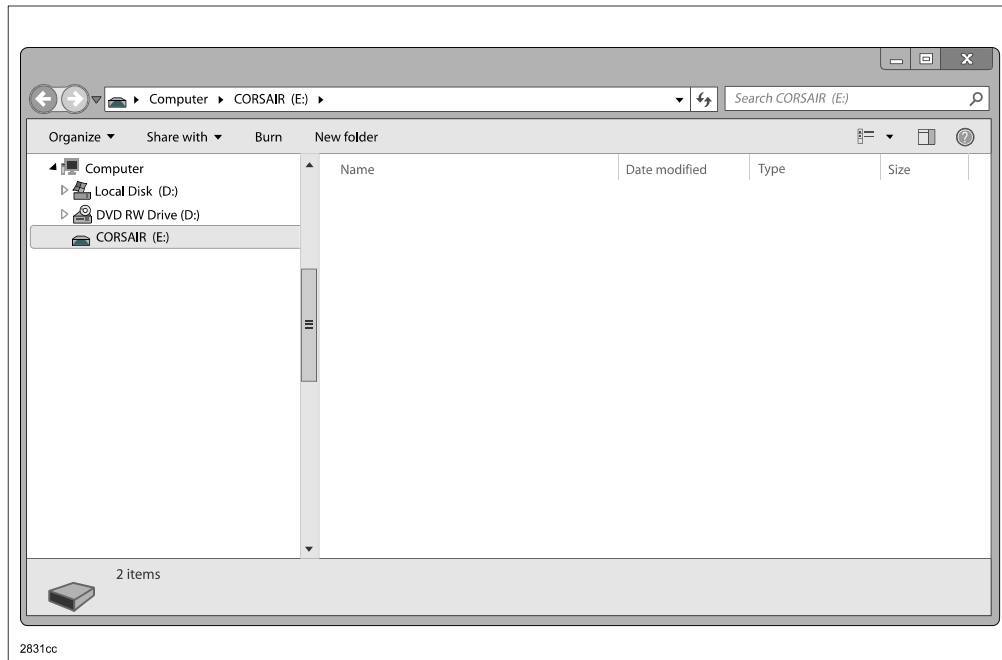 Computer CORSAIR (E:)
Search CORSAIR (E:)
Organize Share with Burn New folder
Computer
Local Disk (D:)
DVD RW Drive (D:)
CORSAIR (E:)
Name Date modified Type Size
2 items
2831cc